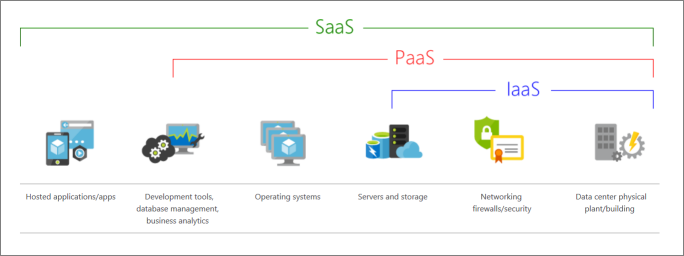 SaaS
PaaS
IaaS
Hosted applications/apps
Development tools,
database management,
business analytics
Operating systems
Servers and storage
Networking
firewalls/security
Data center physical
plant/building